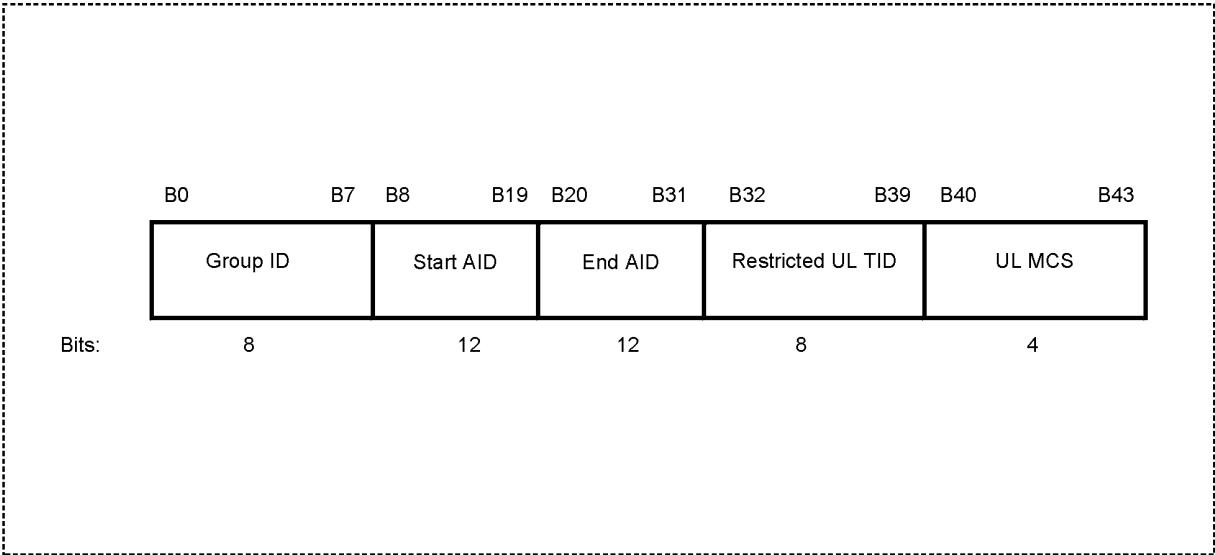 B0 B7 B8 B19 B20 B31 B32 B39 B40 B43
Group ID Start AID End AID Restricted UL TID UL MCS
Bits: 8 12 12 8 4